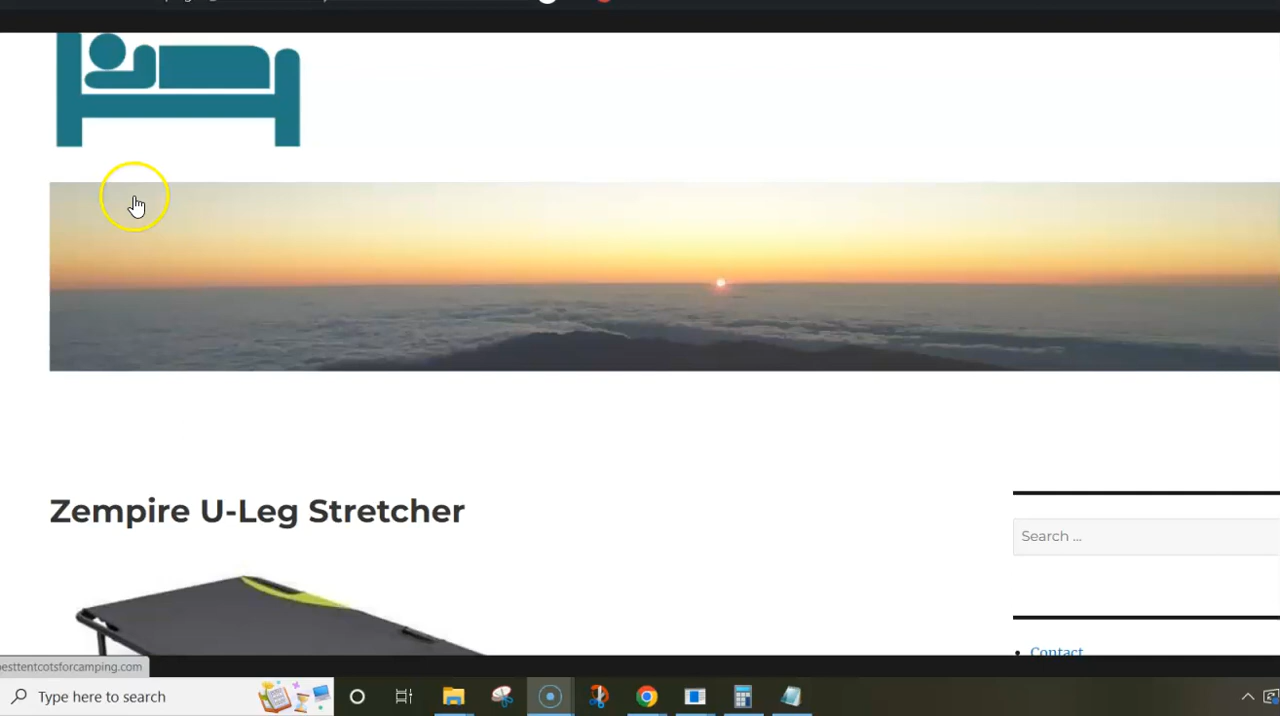 Zempire U-Leg Stretcher
Search ...
Contact
esttentcotsforcamping.com
Type here to search